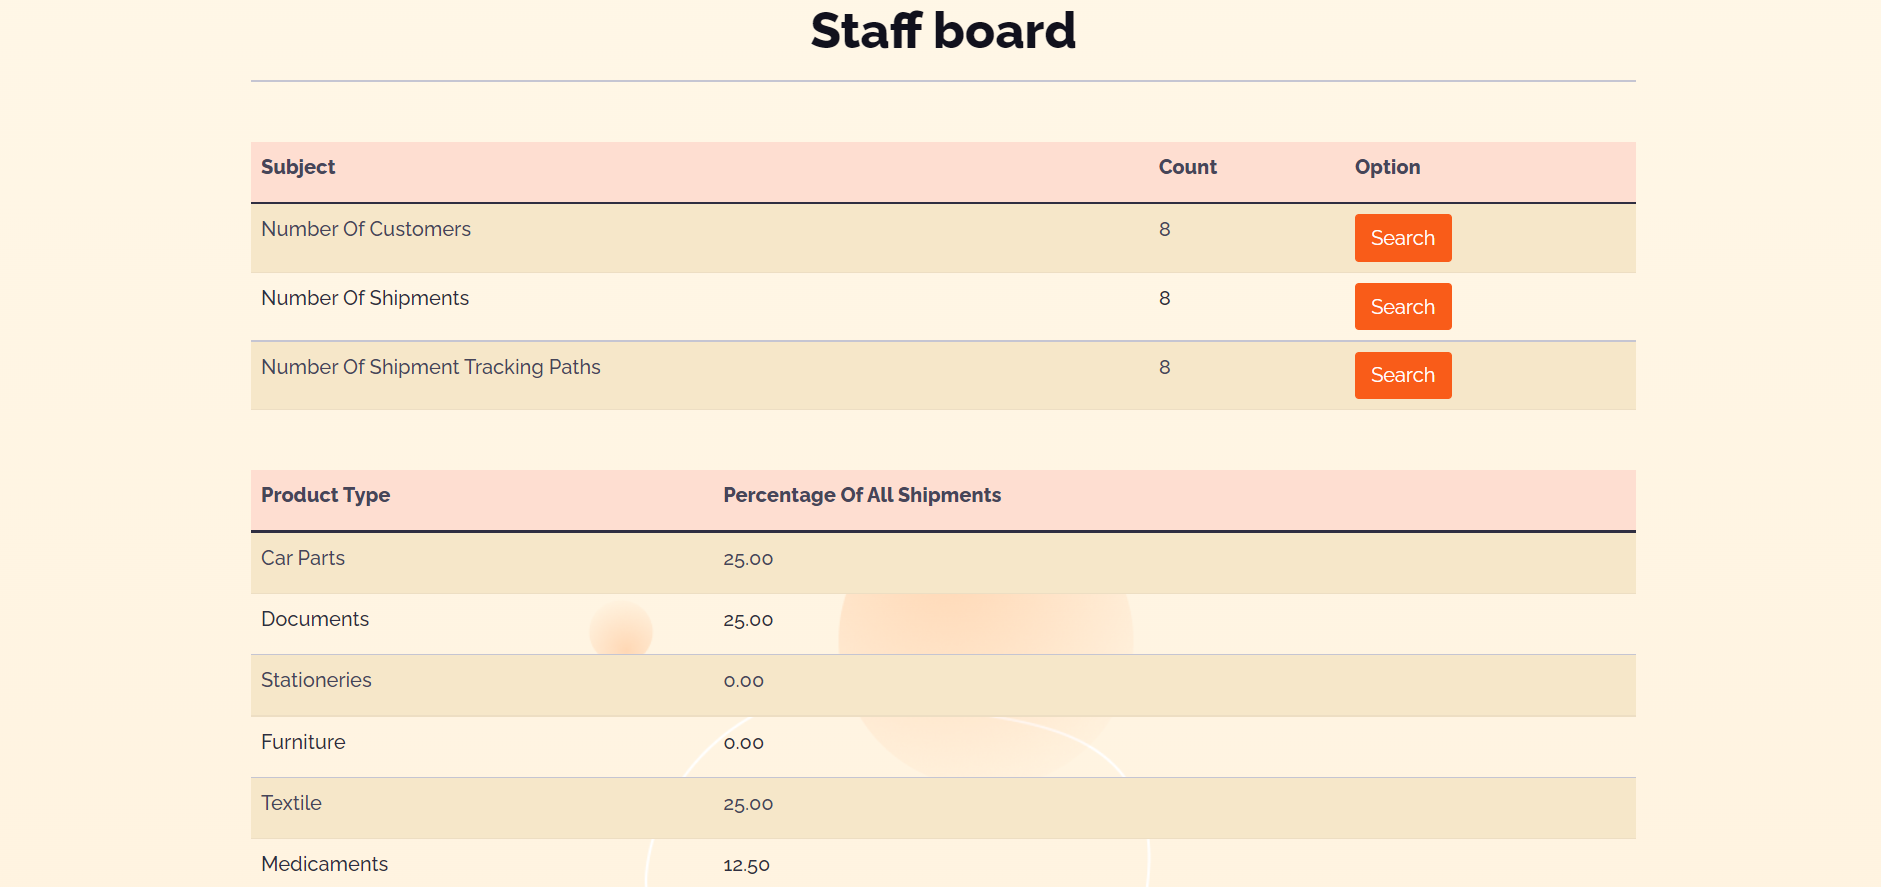 Staff board
Subject Count Option
Number Of Customers 8 Search
Number Of Shipments 8 Search
Number Of Shipment Tracking Paths 8 Search
Product Type Percentage Of All Shipments
Car Parts 25.00
Documents 25.00
Stationeries 0.00
Furniture 0.00
Textile 25.00
Medicaments 12.50